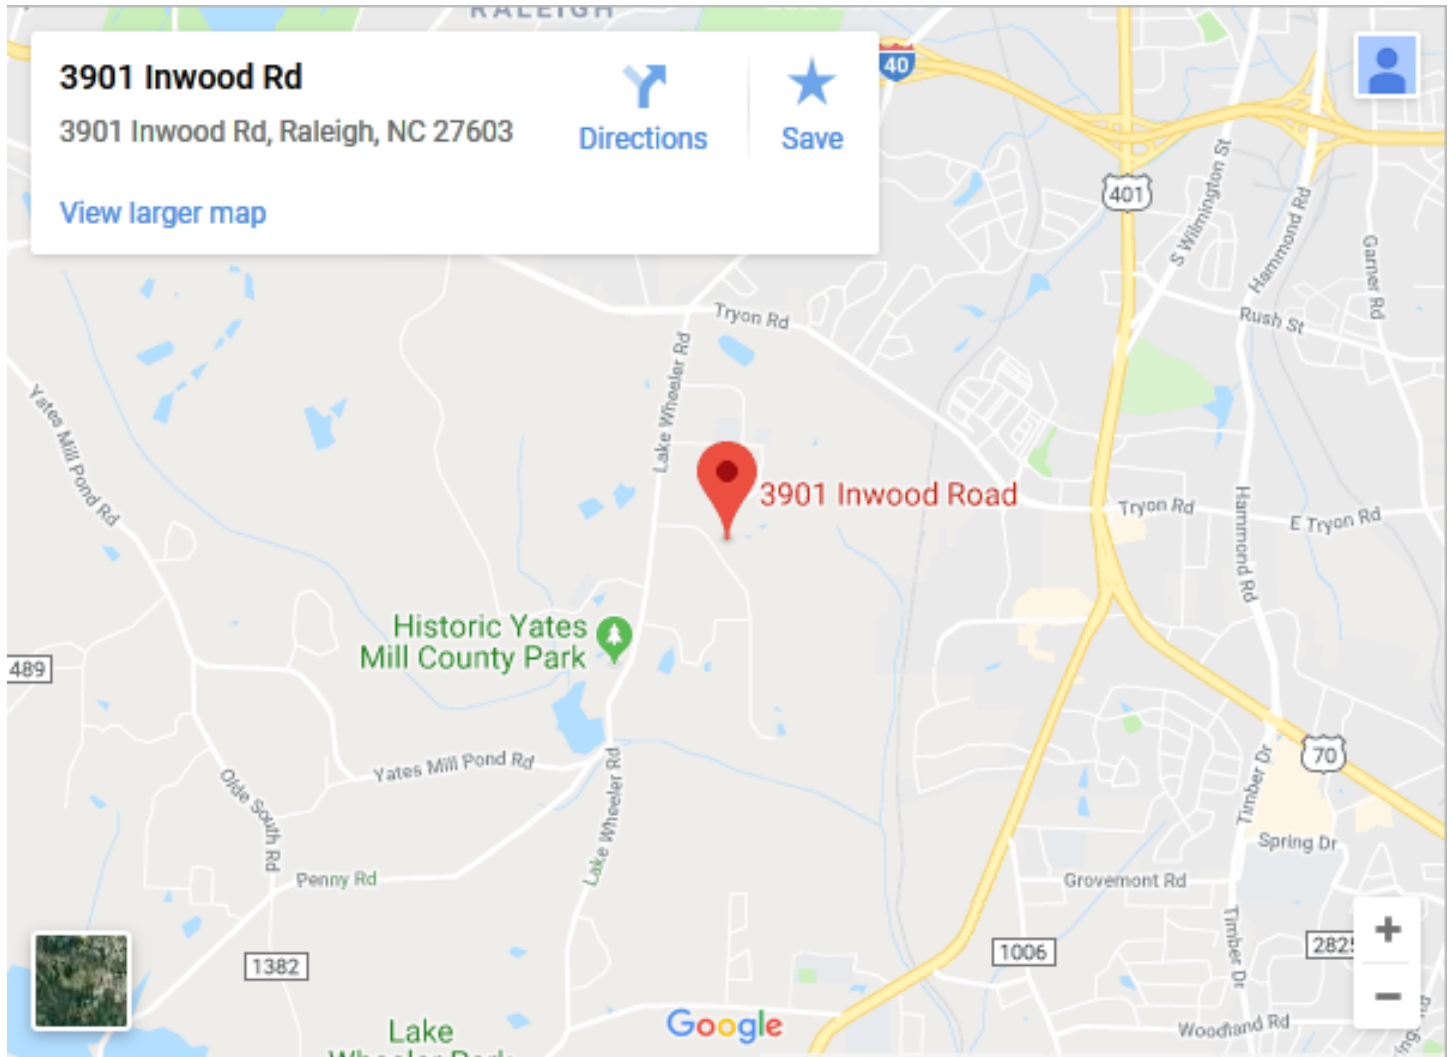 RALEIGH
3901 Inwood Rd
3901 Inwood Rd, Raleigh, NC 27603
Directions
Save
View larger map
40
401
S Wilmington St
Hammond Rd
Garner Rd
Rush St
Tryon Rd
Lake Wheeler Rd
Yates Mill Pond Rd
3901 Inwood Road
Tryon Rd
E Tryon Rd
Hammond Rd
Historic Yates
Mill County Park
489
70
Yates Mill Pond Rd
Olde South Rd
Lake Wheeler Rd
Timber Dr
Spring Dr
Penny Rd
Grovemont Rd
Timber Dr
1382
1006
2825
+
−
Lake
Wheeler Park
Google
Woodland Rd